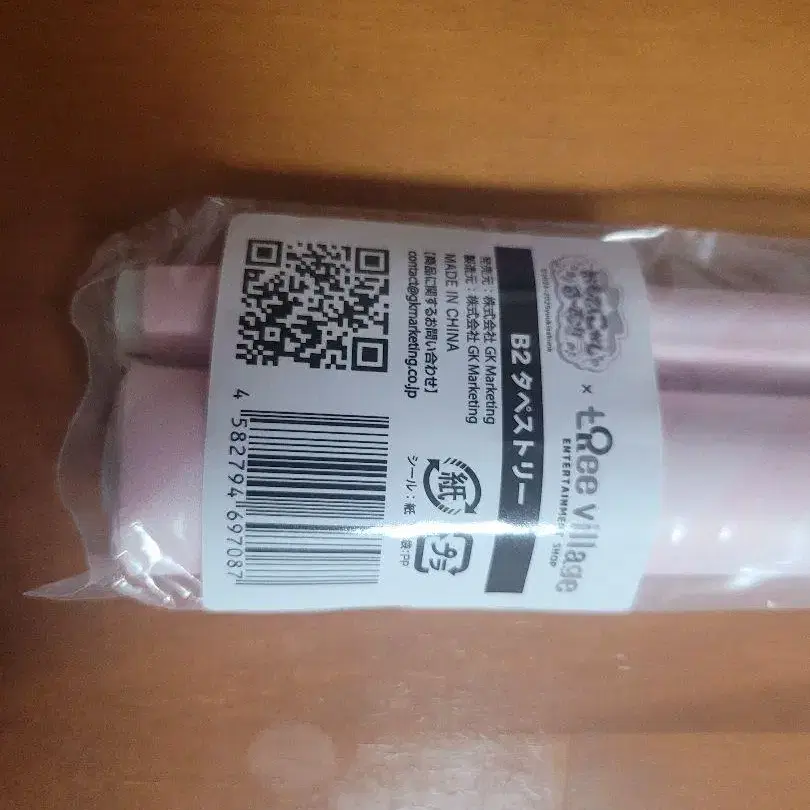 ×
tRee village
ENTERTAINMENT SHOP
B2 タペストリー
発売元：株式会社 GK Marketing
製造元：株式会社 GK Marketing
MADE IN CHINA
【商品に関するお問い合わせ】
contact@gkmarketing.co.jp
紙
プラ
シール：紙
袋:PP
4 582794 697087